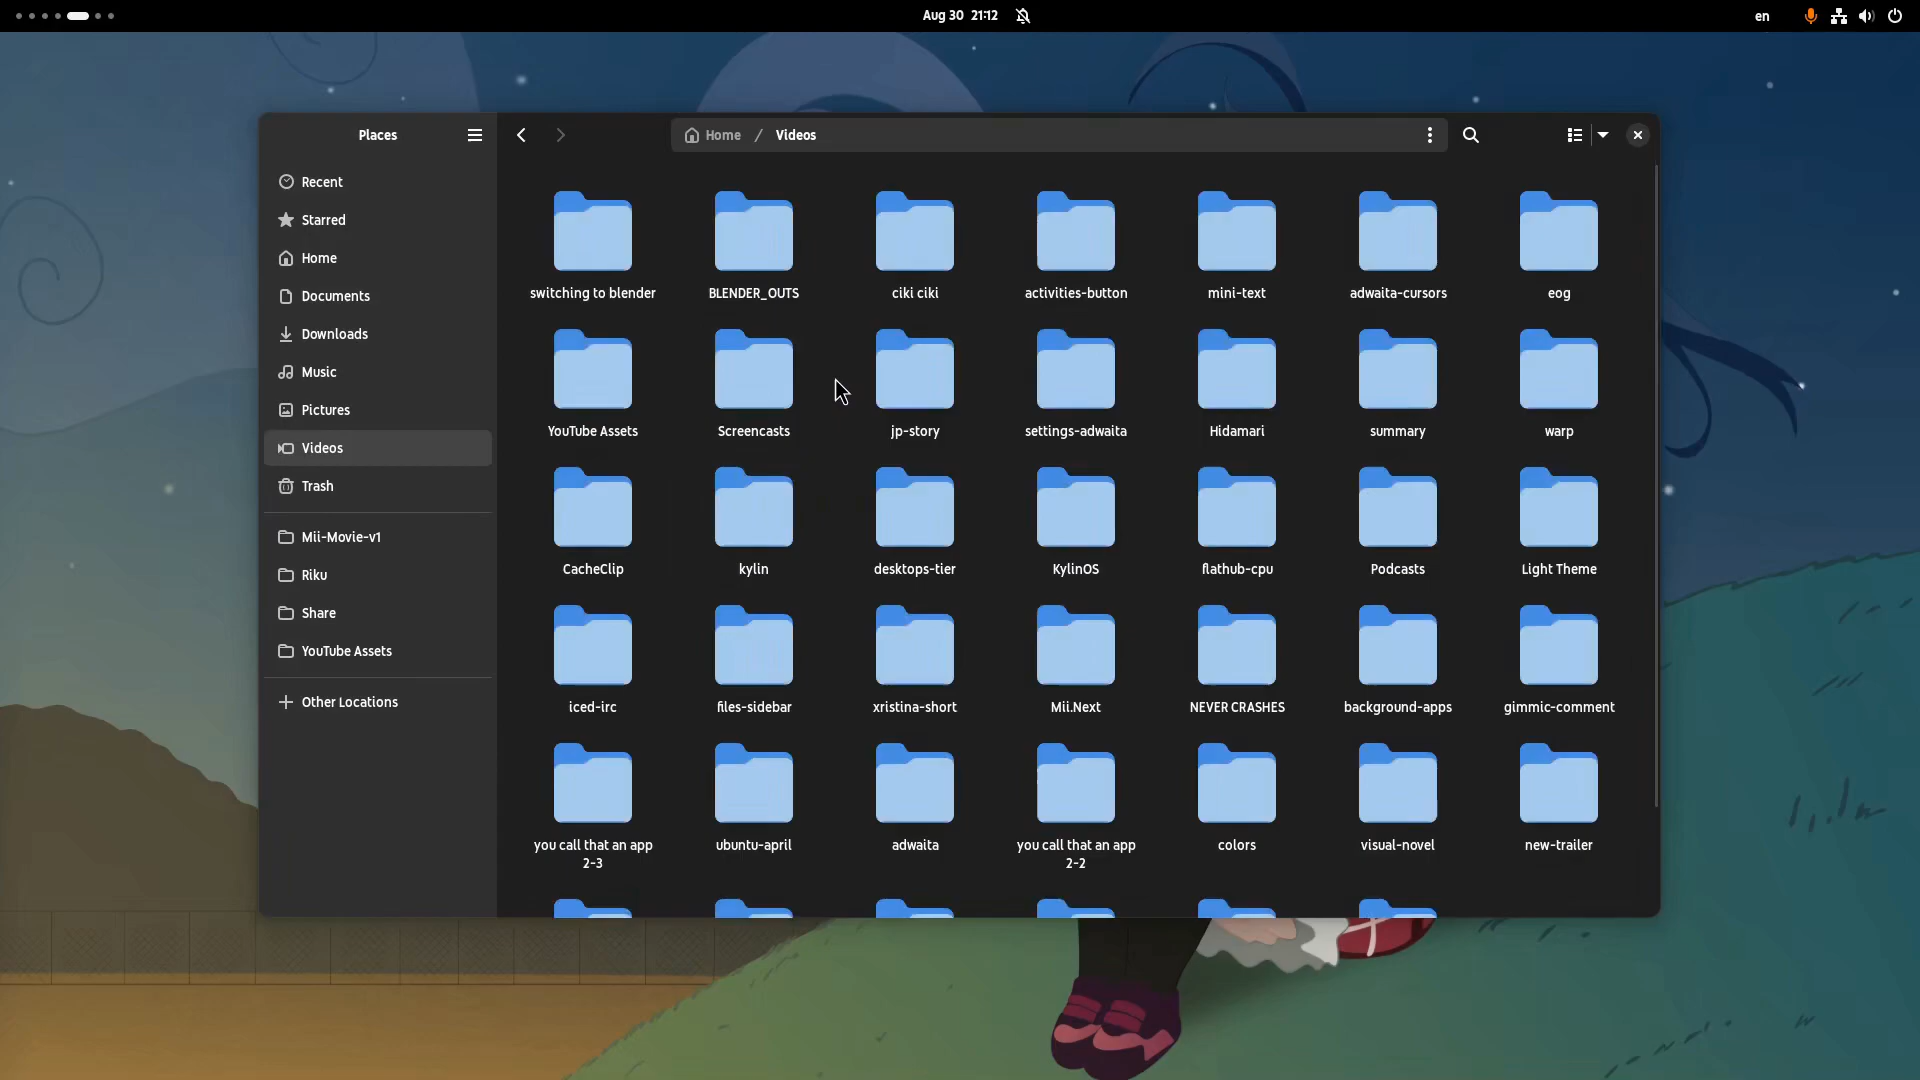 Aug 30 21:12
en
Places
Home / Videos
Recent
Starred
Home
Documents
Downloads
Music
Pictures
Videos
Trash
Mii-Movie-v1
Riku
Share
YouTube Assets
Other Locations
switching to blender
BLENDER_OUTS
ciki ciki
activities-button
mini-text
adwaita-cursors
eog
YouTube Assets
Screencasts
jp-story
settings-adwaita
Hidamari
summary
warp
CacheClip
kylin
desktops-tier
KylinOS
flathub-cpu
Podcasts
Light Theme
iced-irc
files-sidebar
xristina-short
Mii.Next
NEVER CRASHES
background-apps
gimmic-comment
you call that an app
2-3
ubuntu-april
adwaita
you call that an app
2-2
colors
visual-novel
new-trailer